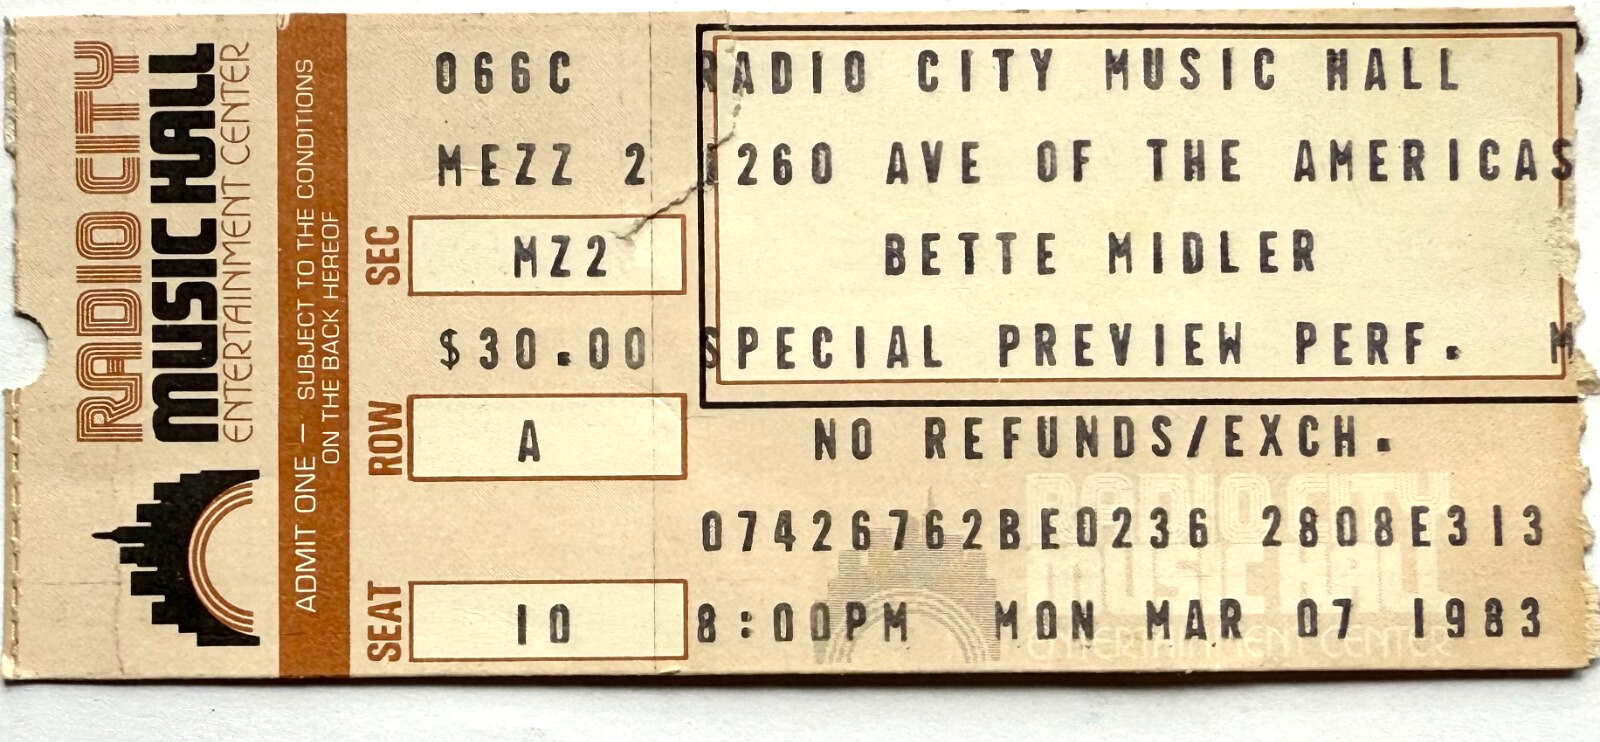 RADIO CITY
MUSIC HALL
ENTERTAINMENT CENTER
ADMIT ONE – SUBJECT TO THE CONDITIONS
ON THE BACK HEREOF
066C
MEZZ 2
SEC
MZ2
$30.00
ROW
A
SEAT
10
RADIO CITY MUSIC HALL
1260 AVE OF THE AMERICAS
BETTE MIDLER
SPECIAL PREVIEW PERF. M
NO REFUNDS/EXCH.
07426762BE0236 2808E313
8:00PM MON MAR 07 1983
RADIO CITY
MUSIC HALL
ENTERTAINMENT CENTER